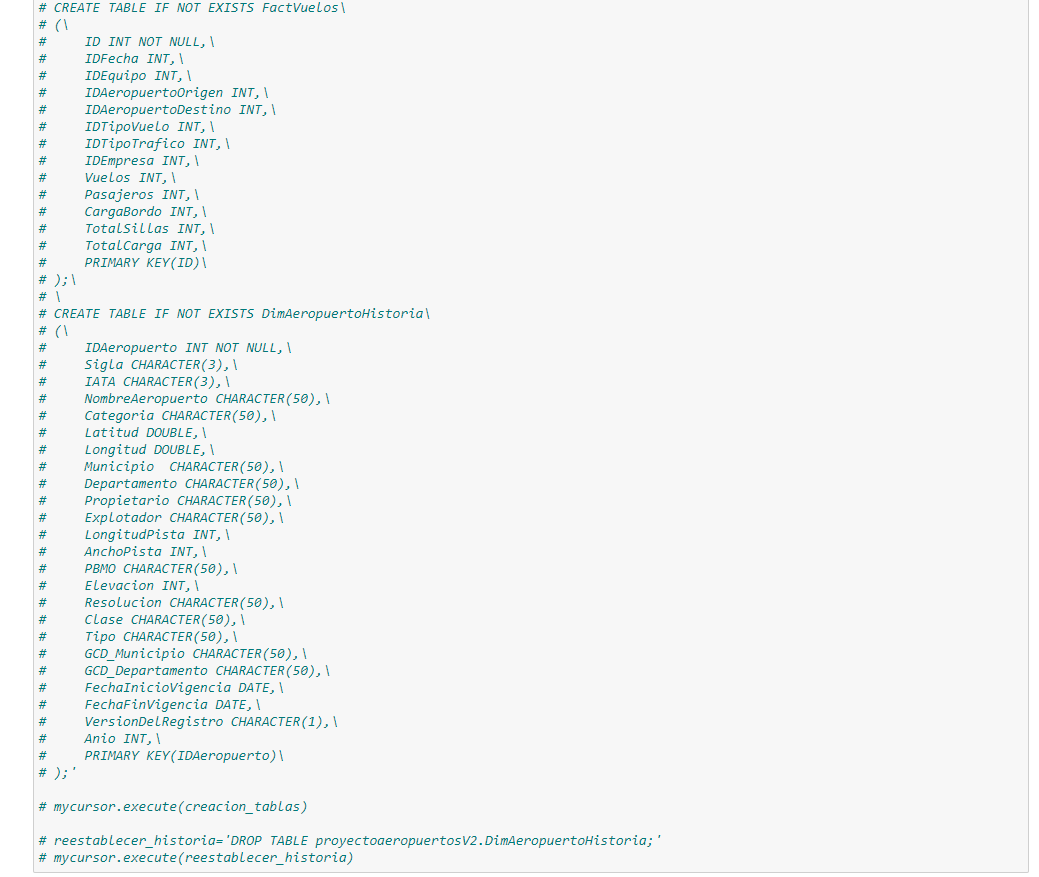 # CREATE TABLE IF NOT EXISTS FactVuelos\
# (\
#     ID INT NOT NULL,\
#     IDFecha INT,\
#     IDEquipo INT,\
#     IDAeropuertoOrigen INT,\
#     IDAeropuertoDestino INT,\
#     IDTipoVuelo INT,\
#     IDTipoTrafico INT,\
#     IDEmpresa INT,\
#     Vuelos INT,\
#     Pasajeros INT,\
#     CargaBordo INT,\
#     TotalSillas INT,\
#     TotalCarga INT,\
#     PRIMARY KEY(ID)\
# );\
# \
# CREATE TABLE IF NOT EXISTS DimAeropuertoHistoria\
# (\
#     IDAeropuerto INT NOT NULL,\
#     Sigla CHARACTER(3),\
#     IATA CHARACTER(3),\
#     NombreAeropuerto CHARACTER(50),\
#     Categoria CHARACTER(50),\
#     Latitud DOUBLE,\
#     Longitud DOUBLE,\
#     Municipio  CHARACTER(50),\
#     Departamento CHARACTER(50),\
#     Propietario CHARACTER(50),\
#     Explotador CHARACTER(50),\
#     LongitudPista INT,\
#     AnchoPista INT,\
#     PBMO CHARACTER(50),\
#     Elevacion INT,\
#     Resolucion CHARACTER(50),\
#     Clase CHARACTER(50),\
#     Tipo CHARACTER(50),\
#     GCD_Municipio CHARACTER(50),\
#     GCD_Departamento CHARACTER(50),\
#     FechaInicioVigencia DATE,\
#     FechaFinVigencia DATE,\
#     VersionDelRegistro CHARACTER(1),\
#     Anio INT,\
#     PRIMARY KEY(IDAeropuerto)\
# );'
# mycursor.execute(creacion_tablas)
# reestablecer_historia='DROP TABLE proyectoaeropuertosV2.DimAeropuertoHistoria;'
# mycursor.execute(reestablecer_historia)